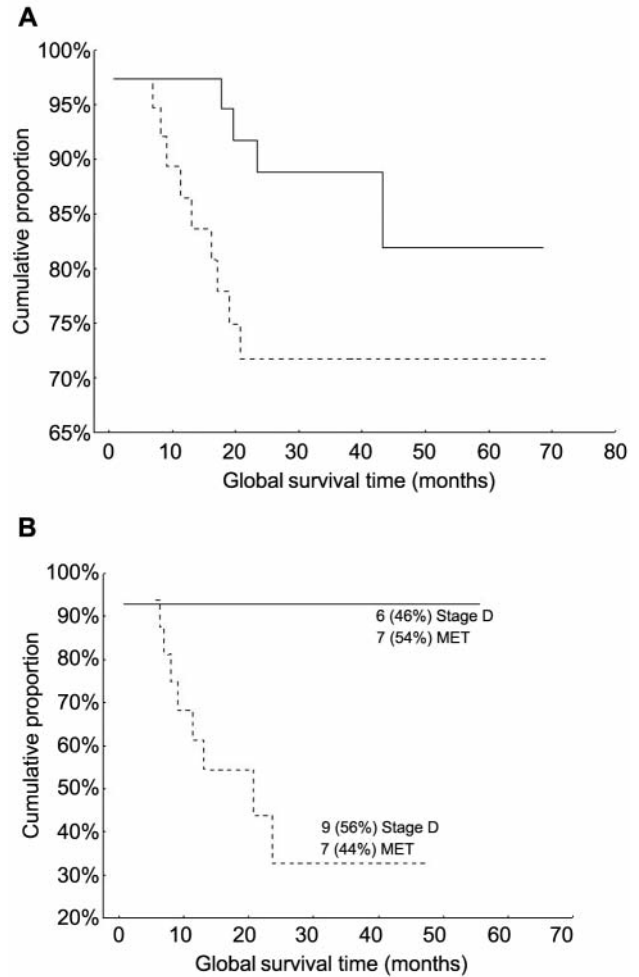 A
100%
95%
90%
85%
80%
75%
70%
65%
Cumulative proportion
0 10 20 30 40 50 60 70 80
Global survival time (months)
B
100%
90%
80%
70%
60%
50%
40%
30%
20%
Cumulative proportion
6 (46%) Stage D
7 (54%) MET
9 (56%) Stage D
7 (44%) MET
0 10 20 30 40 50 60 70
Global survival time (months)